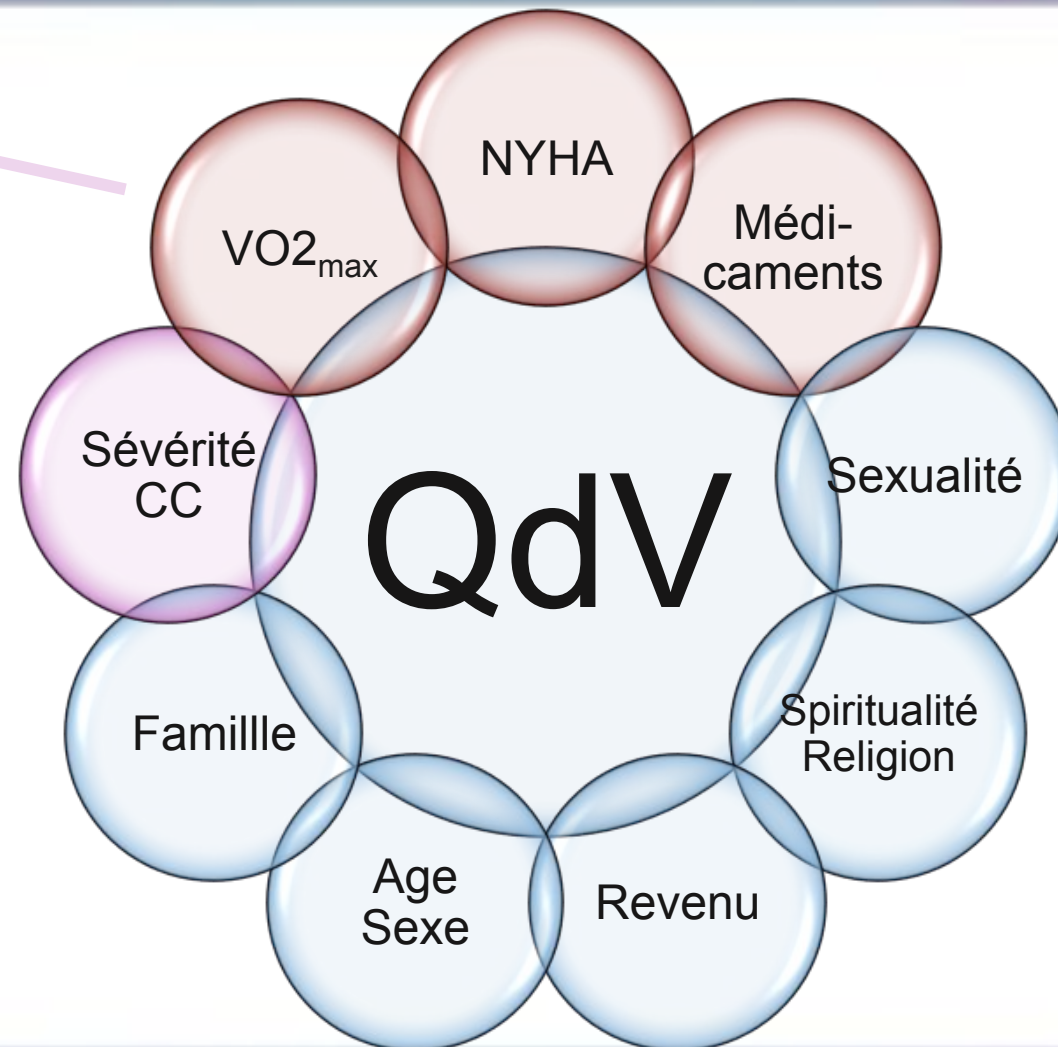 NYHA
Médi-
caments
VO2max
Sévérité
CC
QdV
Sexualité
Famillle
Spiritualité
Religion
Age
Sexe
Revenu